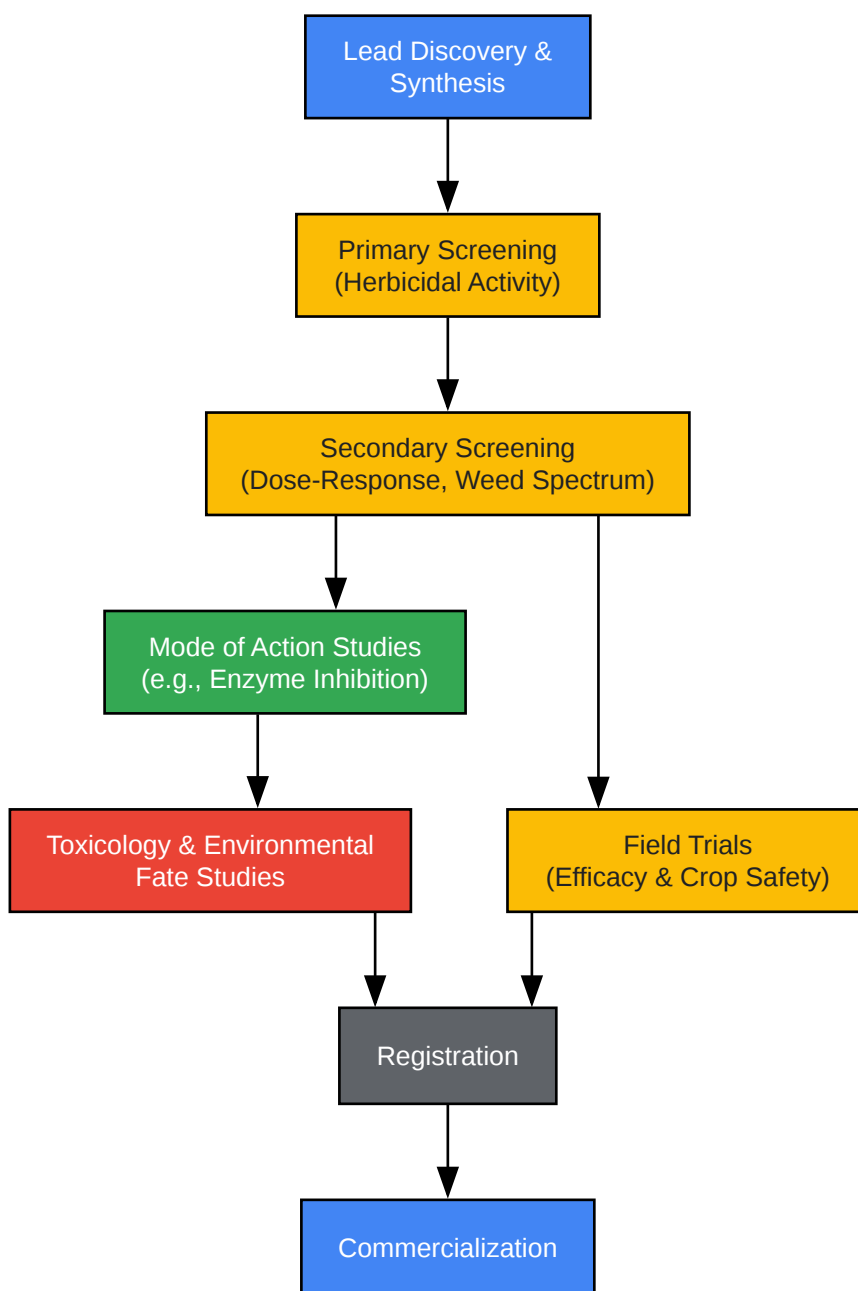 Lead Discovery &
Synthesis
Primary Screening
(Herbicidal Activity)
Secondary Screening
(Dose-Response, Weed Spectrum)
Mode of Action Studies
(e.g., Enzyme Inhibition)
Toxicology & Environmental
Fate Studies
Field Trials
(Efficacy & Crop Safety)
Registration
Commercialization